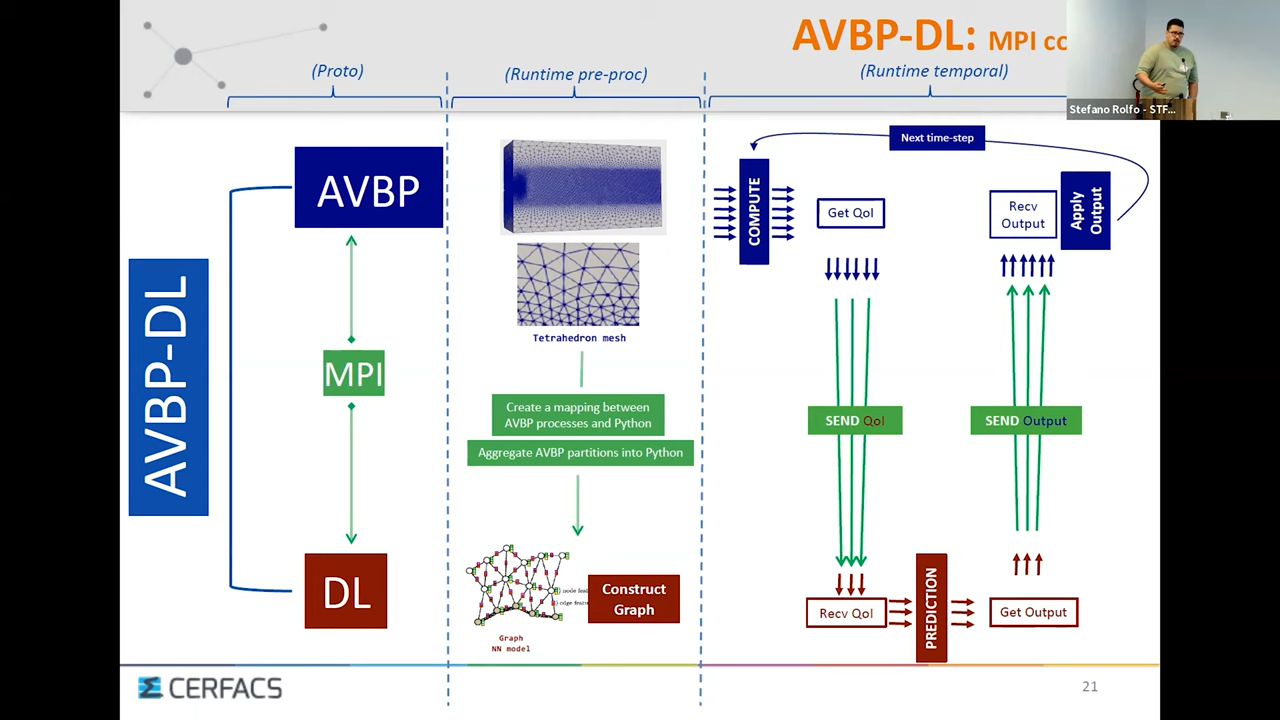 AVBP-DL: MPI
(Proto)
(Runtime pre-proc)
(Runtime temporal)
Stefano Rolfo - STF...
AVBP-DL
AVBP
MPI
DL
Tetrahedron mesh
Create a mapping between
AVBP processes and Python
Aggregate AVBP partitions into Python
Construct
Graph
Graph
NN model
Next time-step
COMPUTE
Get QoI
Recv
Output
Apply
Output
SEND QoI
SEND Output
Recv QoI
PREDICTION
Get Output
CERFACS
21